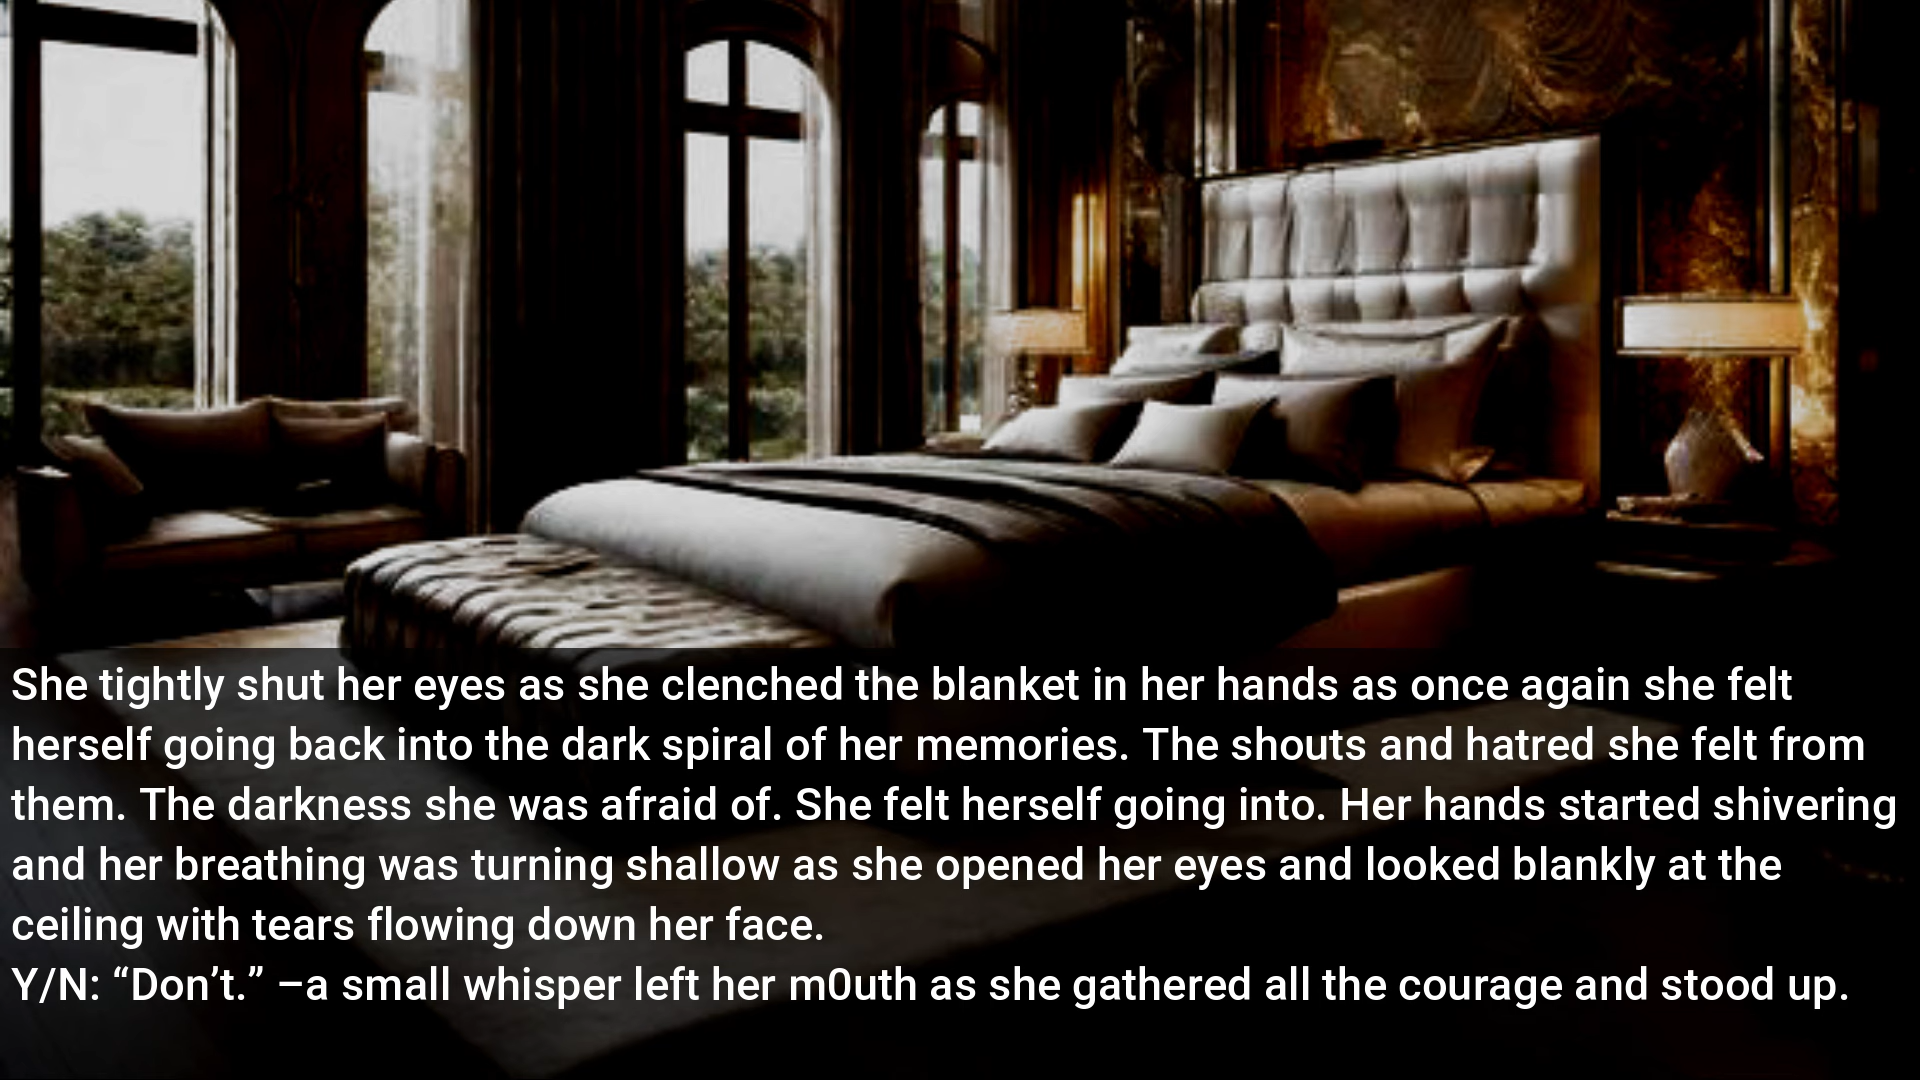 She tightly shut her eyes as she clenched the blanket in her hands as once again she felt
herself going back into the dark spiral of her memories. The shouts and hatred she felt from
them. The darkness she was afraid of. She felt herself going into. Her hands started shivering
and her breathing was turning shallow as she opened her eyes and looked blankly at the
ceiling with tears flowing down her face.
Y/N: “Don’t.” –a small whisper left her m0uth as she gathered all the courage and stood up.